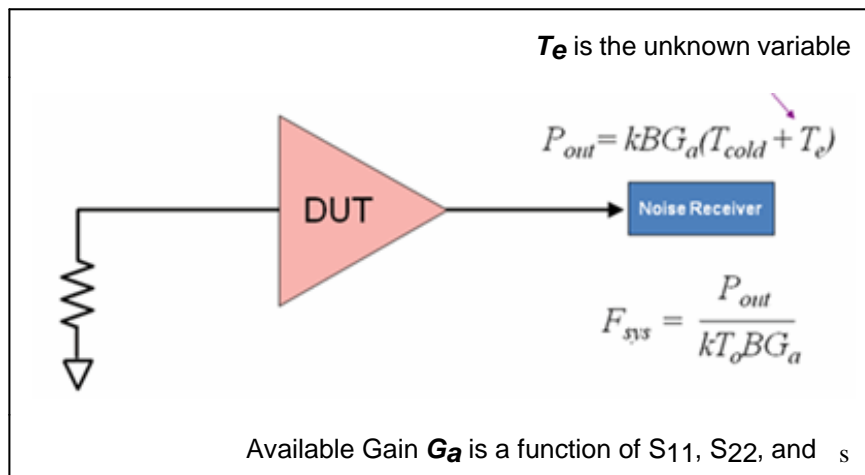 Te is the unknown variable
Pout = kBGa(Tcold + Te)
DUT
Noise Receiver
Fsys = Pout / kToBGa
Available Gain Ga is a function of S11, S22, and s